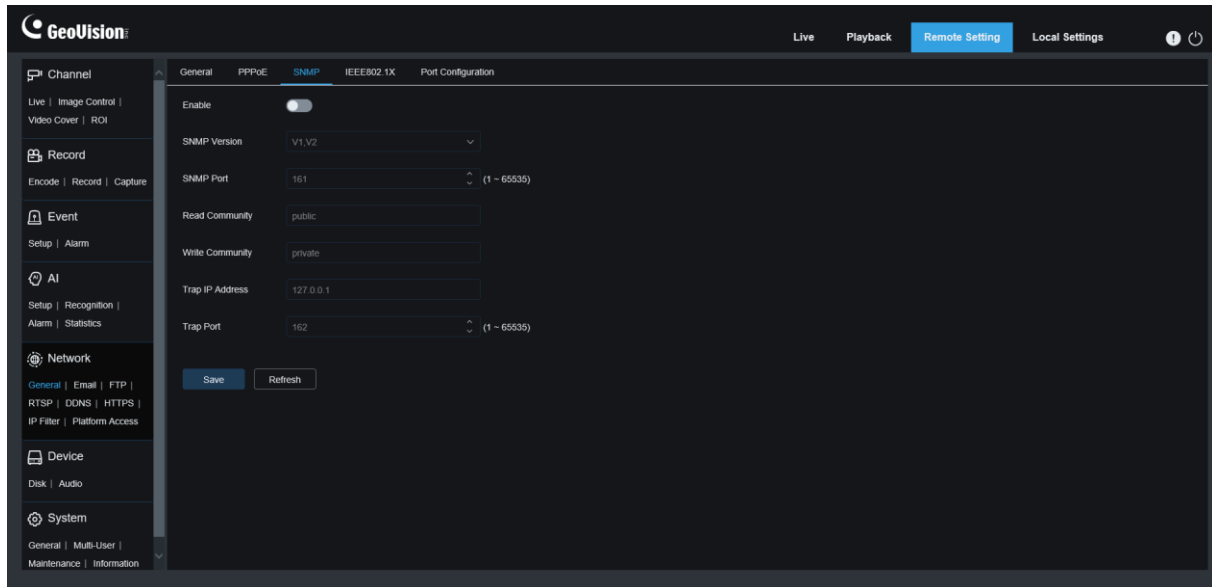 GeoVision
Live Playback Remote Setting Local Settings
Channel
Live | Image Control |
Video Cover | ROI
Record
Encode | Record | Capture
Event
Setup | Alarm
AI
Setup | Recognition |
Alarm | Statistics
Network
General | Email | FTP |
RTSP | DDNS | HTTPS |
IP Filter | Platform Access
Device
Disk | Audio
System
General | Multi-User |
Maintenance | Information
General PPPoE SNMP IEEE802.1X Port Configuration
Enable
SNMP Version V1,V2
SNMP Port 161 (1 ~ 65535)
Read Community public
Write Community private
Trap IP Address 127.0.0.1
Trap Port 162 (1 ~ 65535)
Save Refresh